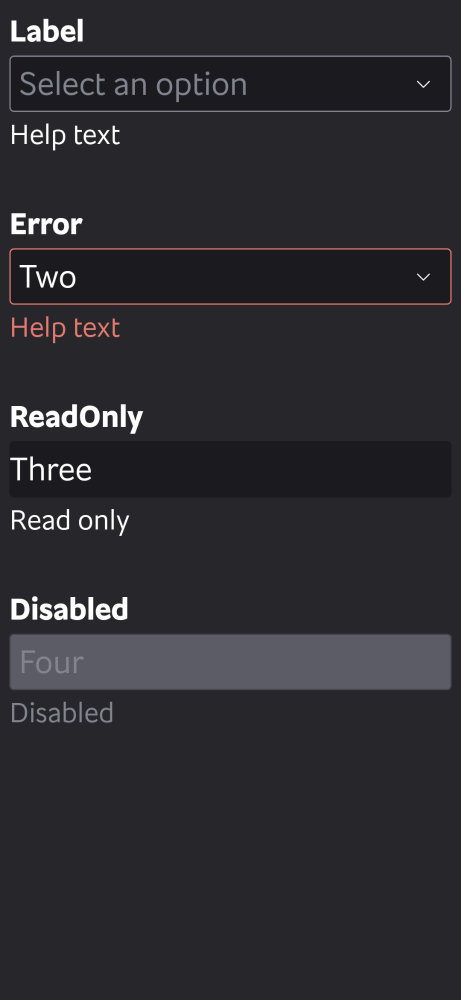 Label
Select an option
Help text
Error
Two
Help text
ReadOnly
Three
Read only
Disabled
Four
Disabled